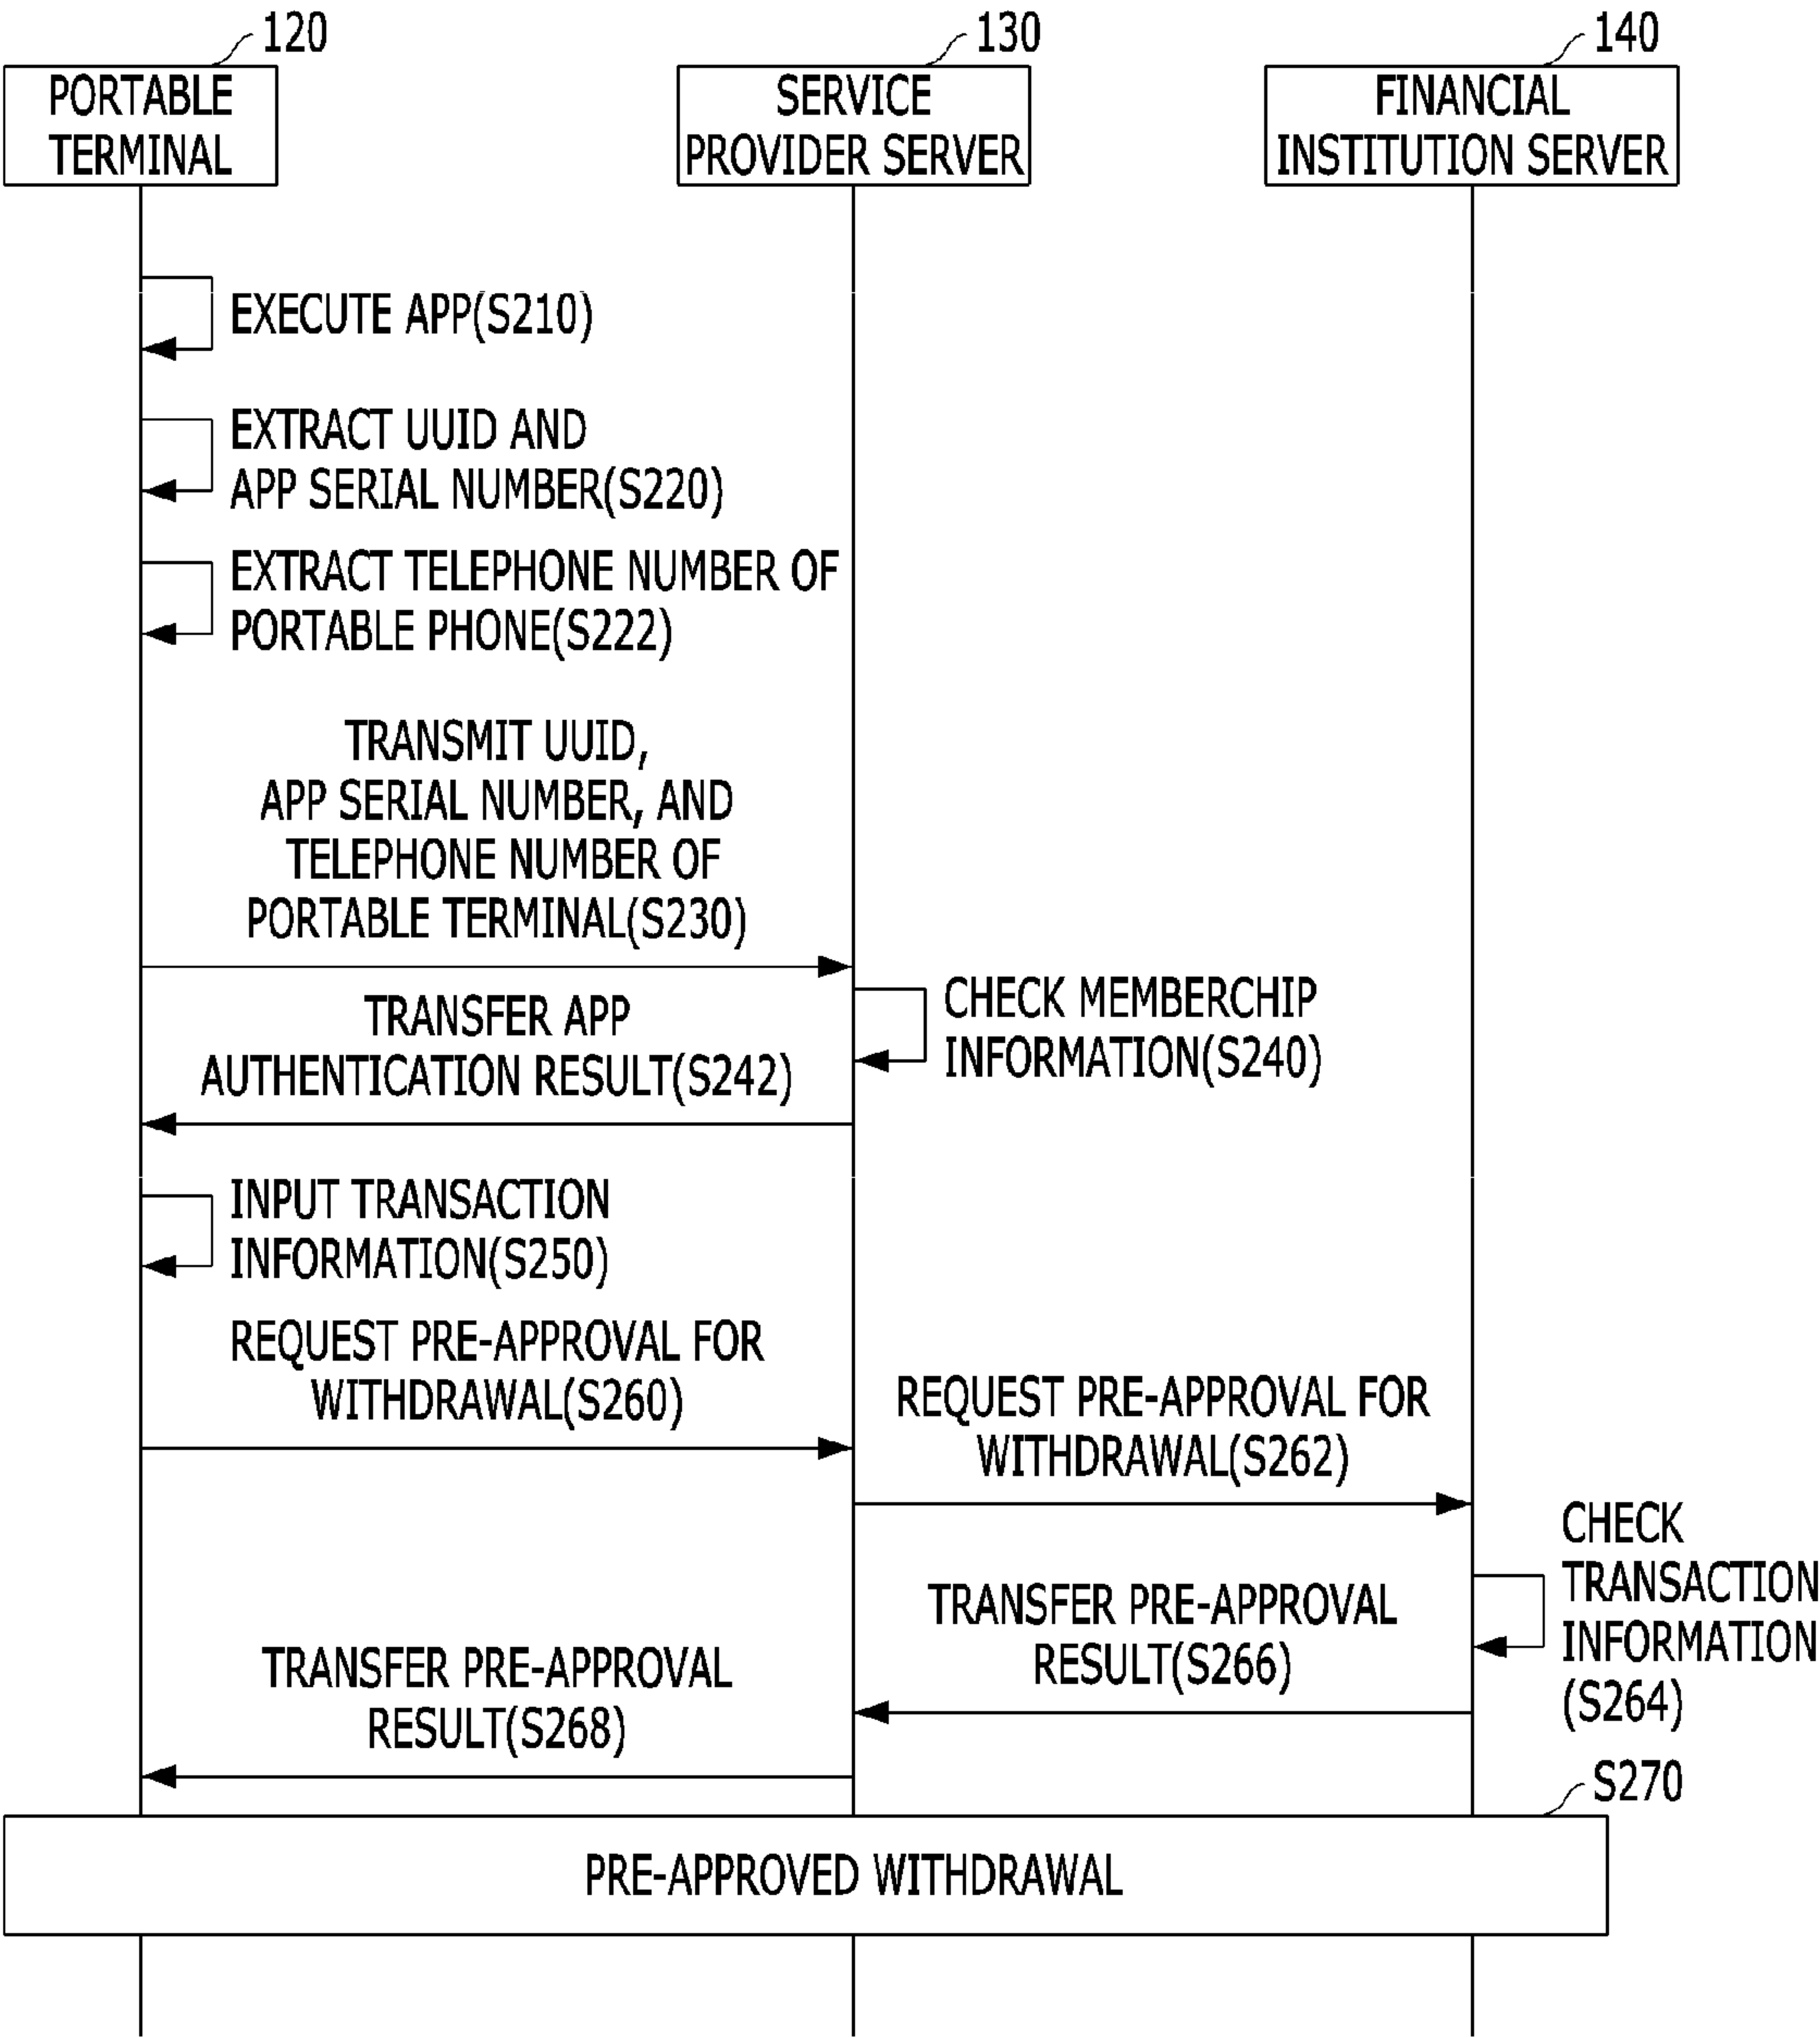 120
130
140
PORTABLE
TERMINAL
SERVICE
PROVIDER SERVER
FINANCIAL
INSTITUTION SERVER
EXECUTE APP(S210)
EXTRACT UUID AND
APP SERIAL NUMBER(S220)
EXTRACT TELEPHONE NUMBER OF
PORTABLE PHONE(S222)
TRANSMIT UUID,
APP SERIAL NUMBER, AND
TELEPHONE NUMBER OF
PORTABLE TERMINAL(S230)
CHECK MEMBERCHIP
INFORMATION(S240)
TRANSFER APP
AUTHENTICATION RESULT(S242)
INPUT TRANSACTION
INFORMATION(S250)
REQUEST PRE-APPROVAL FOR
WITHDRAWAL(S260)
REQUEST PRE-APPROVAL FOR
WITHDRAWAL(S262)
CHECK
TRANSACTION
INFORMATION
(S264)
TRANSFER PRE-APPROVAL
RESULT(S266)
TRANSFER PRE-APPROVAL
RESULT(S268)
S270
PRE-APPROVED WITHDRAWAL